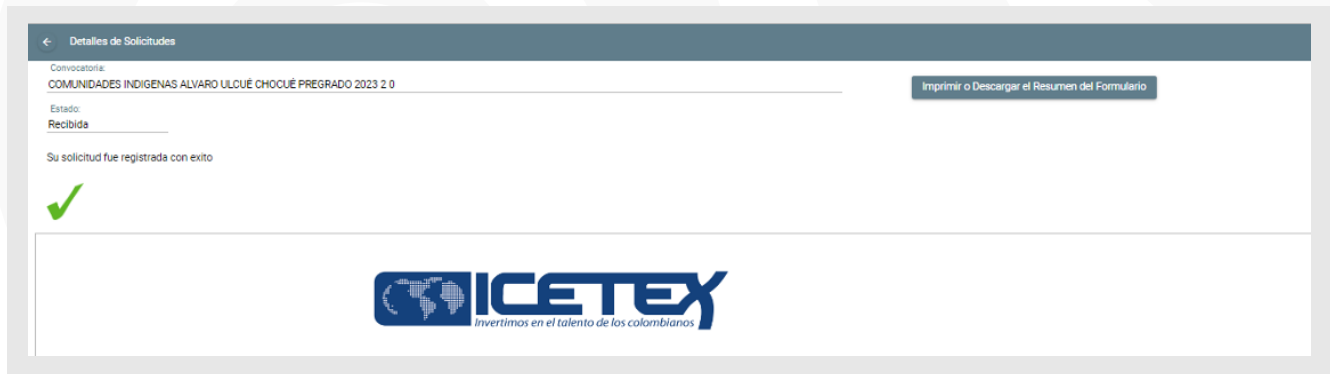 Detalles de Solicitudes
Convocatoria:
COMUNIDADES INDIGENAS ALVARO ULCUÉ CHOCUÉ PREGRADO 2023 2 0
Imprimir o Descargar el Resumen del Formulario
Estado:
Recibida
Su solicitud fue registrada con exito
ICETEX
Invertimos en el talento de los colombianos